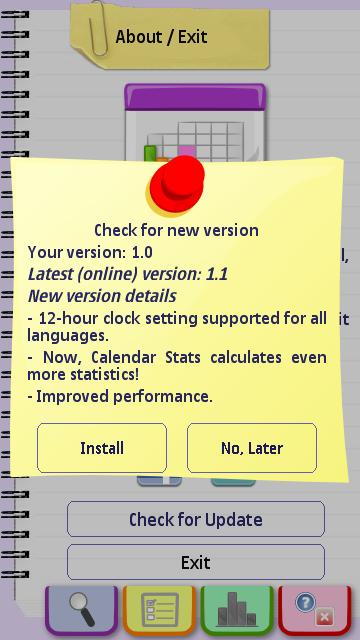 About / Exit
Check for new version
Your version: 1.0
Latest (online) version: 1.1
New version details
- 12-hour clock setting supported for all
languages.
- Now, Calendar Stats calculates even
more statistics!
- Improved performance.
Install
No, Later
Check for Update
Exit